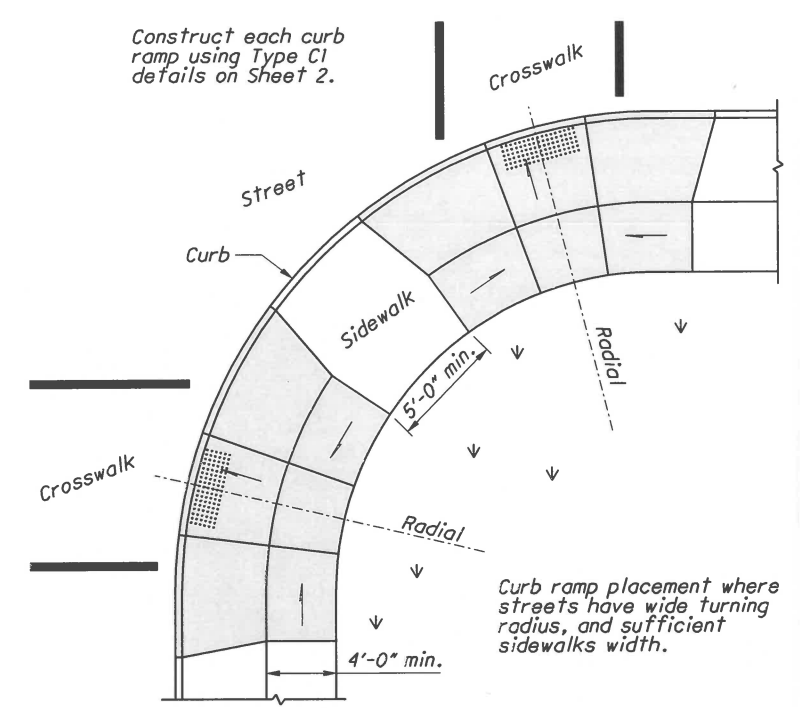 Construct each curb
ramp using Type C1
details on Sheet 2.
Crosswalk
Street
Curb
Sidewalk
Radial
5'-0" min.
Crosswalk
Radial
Curb ramp placement where
streets have wide turning
radius, and sufficient
sidewalks width.
4'-0" min.